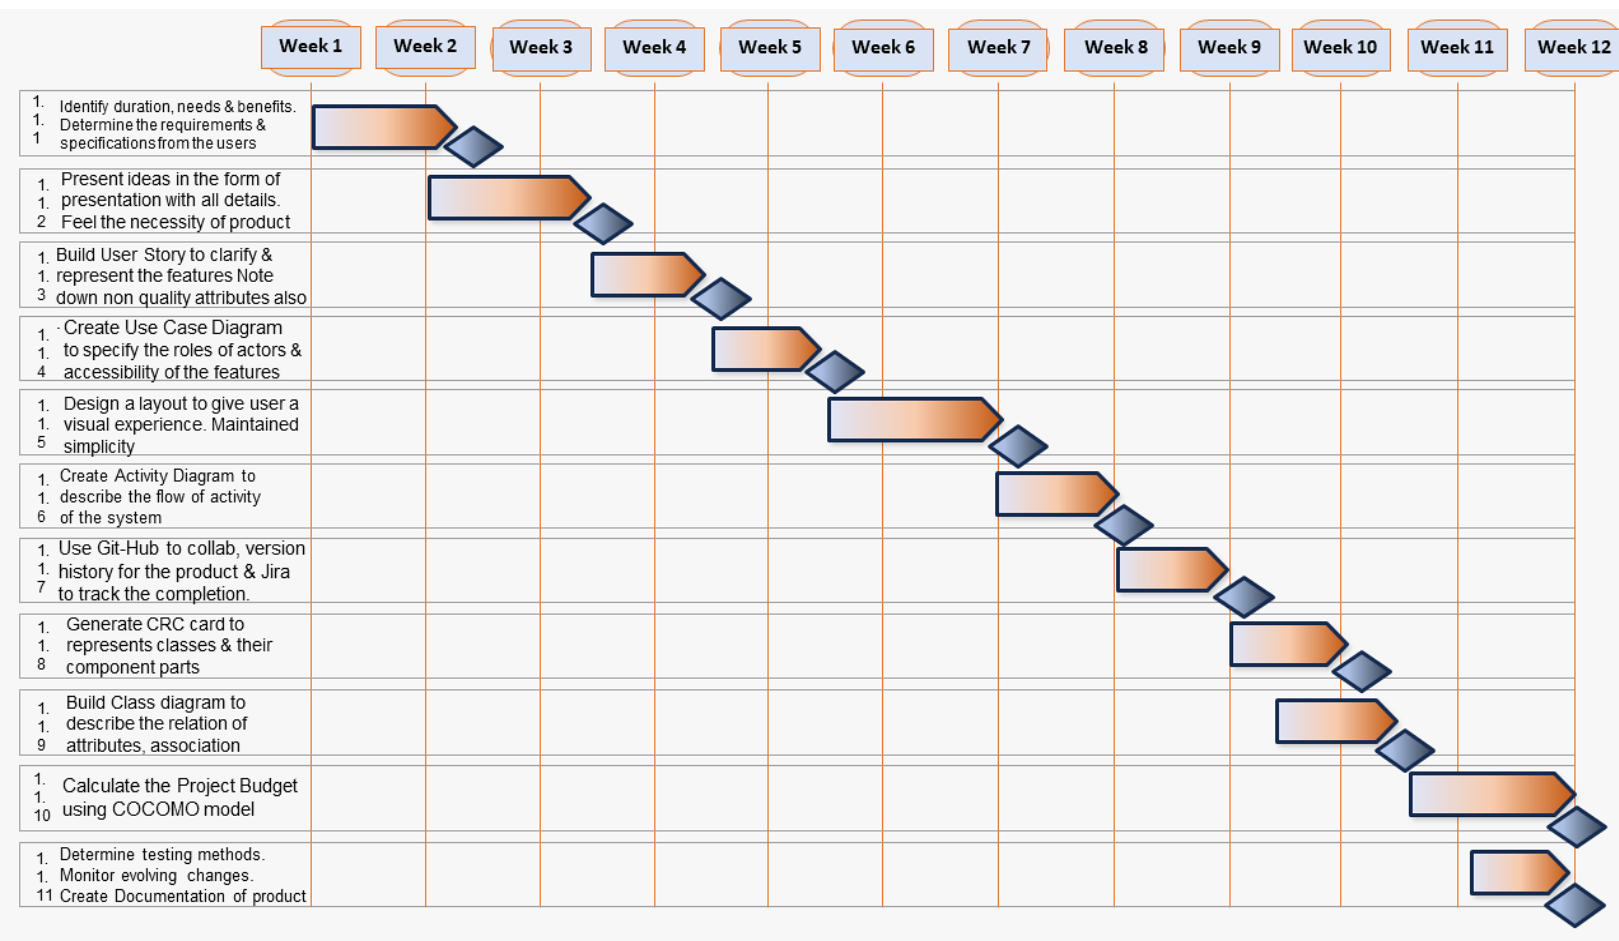 Week 1 Week 2 Week 3 Week 4 Week 5 Week 6 Week 7 Week 8 Week 9 Week 10 Week 11 Week 12
1.
1.
1
Identify duration, needs & benefits.
Determine the requirements &
specifications from the users
1.
1.
2
Present ideas in the form of
presentation with all details.
Feel the necessity of product
1.
1.
3
Build User Story to clarify &
represent the features Note
down non quality attributes also
1.
1.
4
· Create Use Case Diagram
to specify the roles of actors &
accessibility of the features
1.
1.
5
Design a layout to give user a
visual experience. Maintained
simplicity
1.
1.
6
Create Activity Diagram to
describe the flow of activity
of the system
1.
1.
7
Use Git-Hub to collab, version
history for the product & Jira
to track the completion.
1.
1.
8
Generate CRC card to
represents classes & their
component parts
1.
1.
9
Build Class diagram to
describe the relation of
attributes, association
1.
1.
10
Calculate the Project Budget
using COCOMO model
1.
1.
11
Determine testing methods.
Monitor evolving changes.
Create Documentation of product